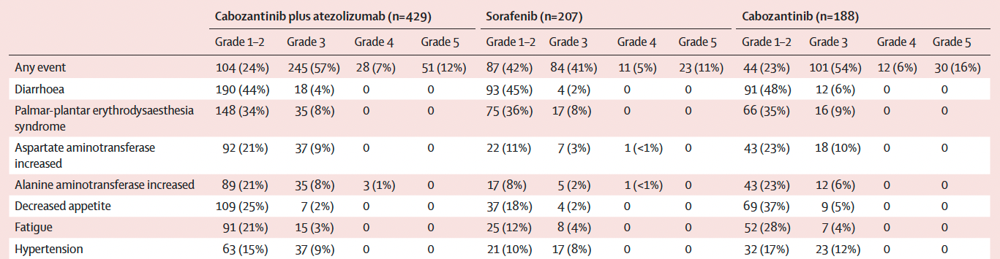 Cabozantinib plus atezolizumab (n=429) Sorafenib (n=207) Cabozantinib (n=188)
Grade 1–2 Grade 3 Grade 4 Grade 5 Grade 1–2 Grade 3 Grade 4 Grade 5 Grade 1–2 Grade 3 Grade 4 Grade 5
Any event 104 (24%) 245 (57%) 28 (7%) 51 (12%) 87 (42%) 84 (41%) 11 (5%) 23 (11%) 44 (23%) 101 (54%) 12 (6%) 30 (16%)
Diarrhoea 190 (44%) 18 (4%) 0 0 93 (45%) 4 (2%) 0 0 91 (48%) 12 (6%) 0 0
Palmar-plantar erythrodysaesthesia 148 (34%) 35 (8%) 0 0 75 (36%) 17 (8%) 0 0 66 (35%) 16 (9%) 0 0
syndrome
Aspartate aminotransferase 92 (21%) 37 (9%) 0 0 22 (11%) 7 (3%) 1 (<1%) 0 43 (23%) 18 (10%) 0 0
increased
Alanine aminotransferase increased 89 (21%) 35 (8%) 3 (1%) 0 17 (8%) 5 (2%) 1 (<1%) 0 43 (23%) 12 (6%) 0 0
Decreased appetite 109 (25%) 7 (2%) 0 0 37 (18%) 4 (2%) 0 0 69 (37%) 9 (5%) 0 0
Fatigue 91 (21%) 15 (3%) 0 0 25 (12%) 8 (4%) 0 0 52 (28%) 7 (4%) 0 0
Hypertension 63 (15%) 37 (9%) 0 0 21 (10%) 17 (8%) 0 0 32 (17%) 23 (12%) 0 0